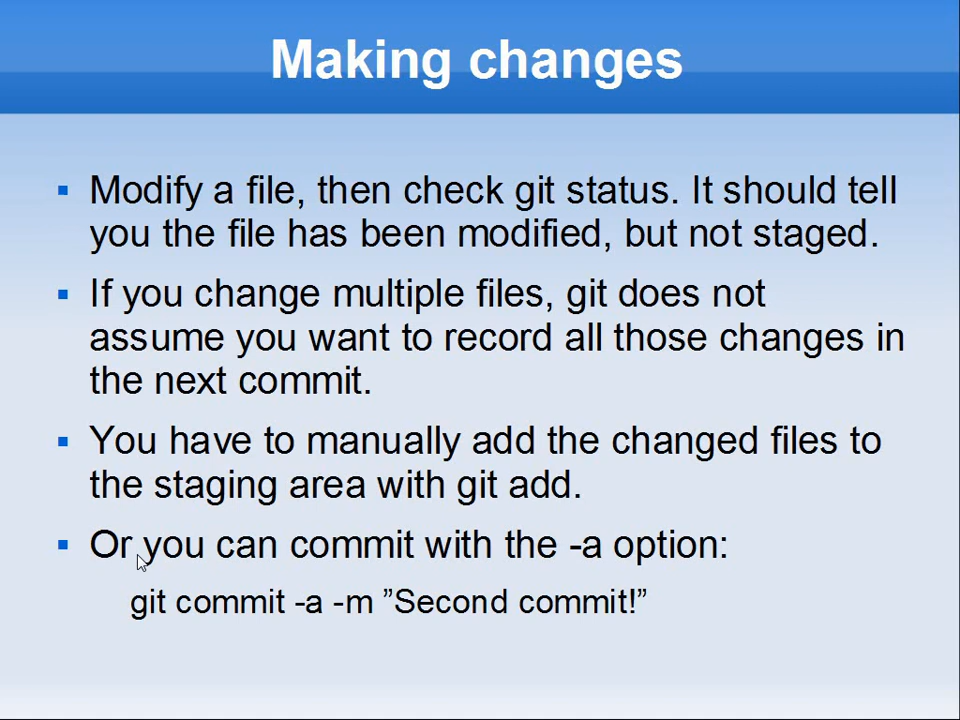 Making changes
Modify a file, then check git status. It should tell
you the file has been modified, but not staged.
If you change multiple files, git does not
assume you want to record all those changes in
the next commit.
You have to manually add the changed files to
the staging area with git add.
Or you can commit with the -a option:
git commit -a -m ”Second commit!”